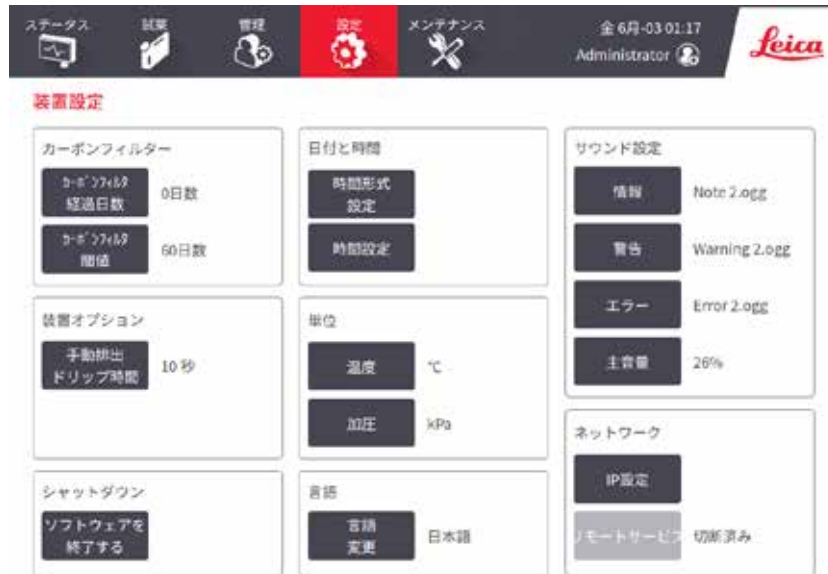 ステータス
試薬
管理
設定
メンテナンス
金 6月-03 01:17
Administrator
Leica
装置設定
カーボンフィルター
カーボンフィルタ
経過日数
0日数
カーボンフィルタ
閾値
60日数
装置オプション
手動排出
ドリップ時間
10 秒
シャットダウン
ソフトウェアを
終了する
日付と時間
時間形式
設定
時間設定
単位
温度
℃
加圧
kPa
言語
言語
変更
日本語
サウンド設定
情報
Note 2.ogg
警告
Warning 2.ogg
エラー
Error 2.ogg
主音量
26%
ネットワーク
IP設定
リモートサービス
切断済み